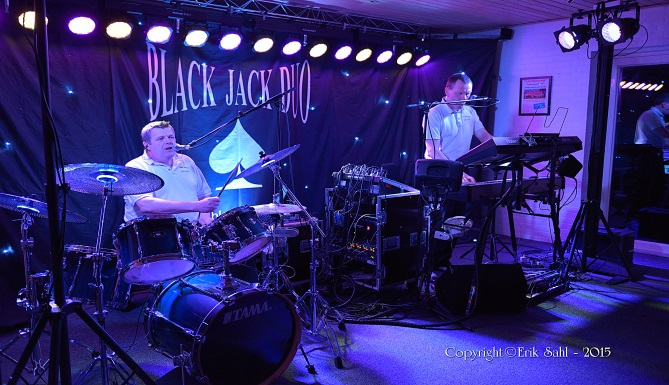 BLACK JACK DUO
TAMA
Copyright © Erik Sahl - 2015